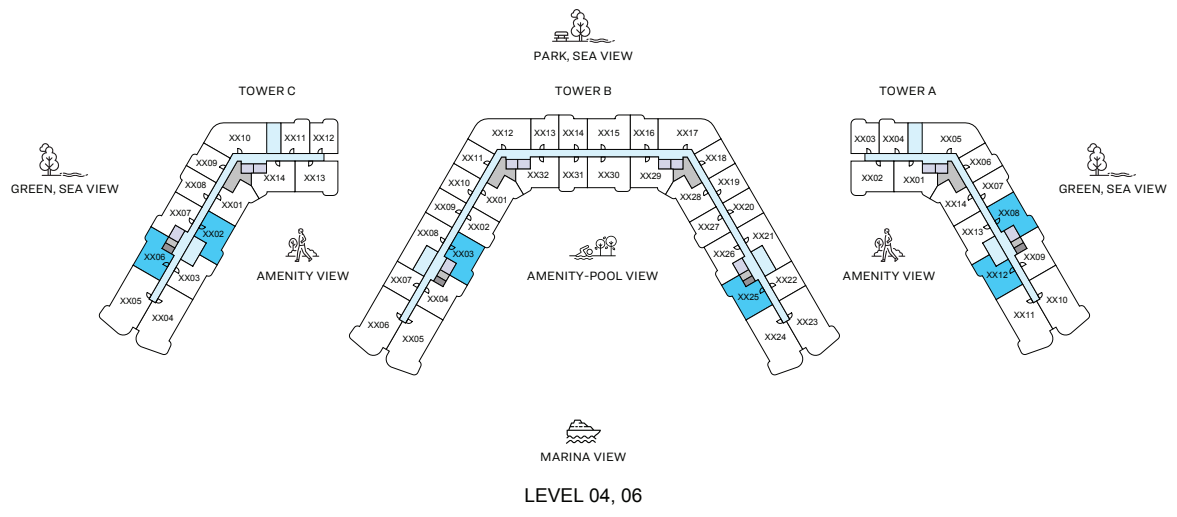 PARK, SEA VIEW
TOWER C
TOWER B
TOWER A
GREEN, SEA VIEW
GREEN, SEA VIEW
XX10
XX11
XX12
XX09
XX14
XX13
XX08
XX01
XX07
XX02
XX06
XX03
XX05
XX04
XX12
XX13
XX14
XX15
XX16
XX17
XX11
XX32
XX31
XX30
XX29
XX18
XX10
XX01
XX28
XX19
XX09
XX02
XX27
XX20
XX08
XX03
XX26
XX21
XX07
XX04
XX25
XX22
XX06
XX05
XX24
XX23
XX03
XX04
XX05
XX02
XX01
XX06
XX14
XX07
XX13
XX08
XX12
XX09
XX11
XX10
AMENITY VIEW
AMENITY-POOL VIEW
AMENITY VIEW
MARINA VIEW
LEVEL 04, 06